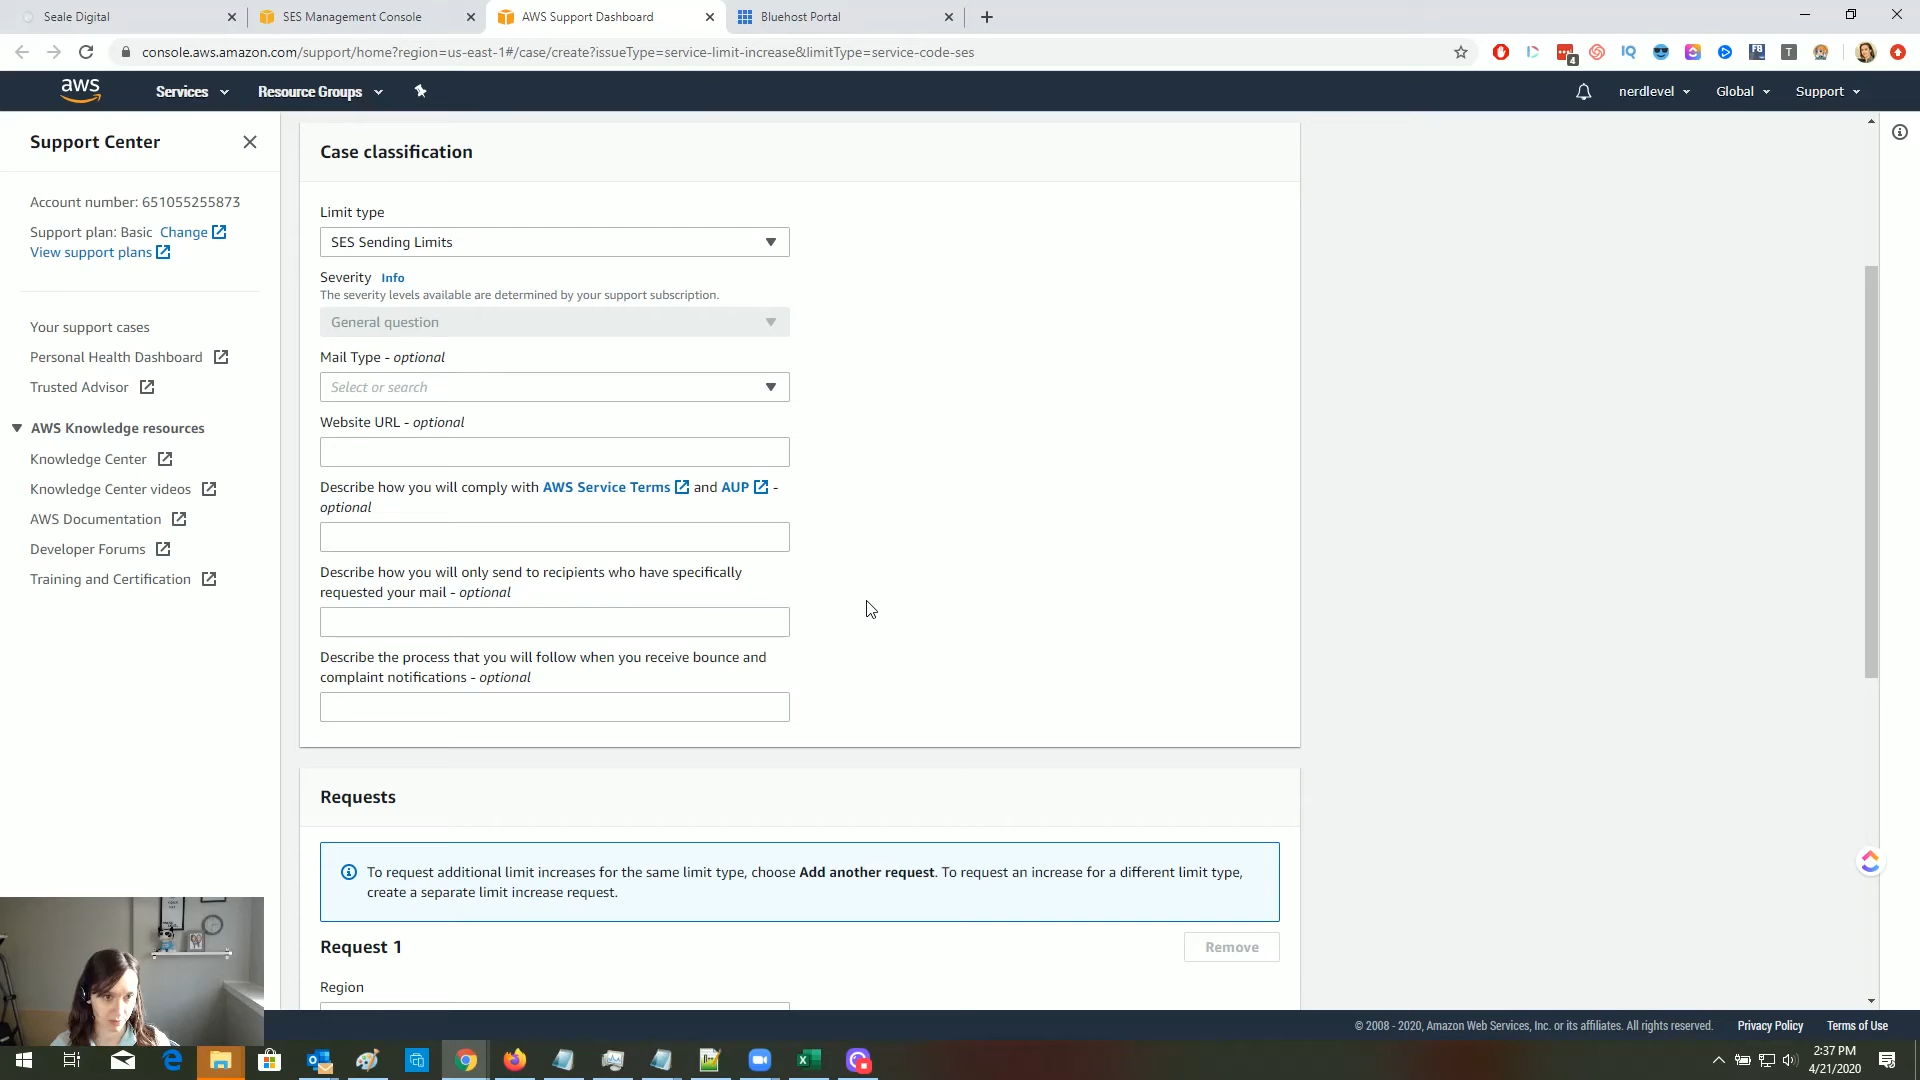 Seale Digital
SES Management Console
AWS Support Dashboard
Bluehost Portal
console.aws.amazon.com/support/home?region=us-east-1#/case/create?issueType=service-limit-increase&limitType=service-code-ses
aws
Services
Resource Groups
nerdlevel
Global
Support
Support Center
Account number: 651055255873
Support plan: Basic Change
View support plans
Your support cases
Personal Health Dashboard
Trusted Advisor
AWS Knowledge resources
Knowledge Center
Knowledge Center videos
AWS Documentation
Developer Forums
Training and Certification
Case classification
Limit type
SES Sending Limits
Severity Info
The severity levels available are determined by your support subscription.
General question
Mail Type - optional
Select or search
Website URL - optional
Describe how you will comply with AWS Service Terms and AUP -
optional
Describe how you will only send to recipients who have specifically
requested your mail - optional
Describe the process that you will follow when you receive bounce and
complaint notifications - optional
Requests
To request additional limit increases for the same limit type, choose Add another request. To request an increase for a different limit type,
create a separate limit increase request.
Request 1
Remove
Region
© 2008 - 2020, Amazon Web Services, Inc. or its affiliates. All rights reserved.
Privacy Policy
Terms of Use
2:37 PM
4/21/2020